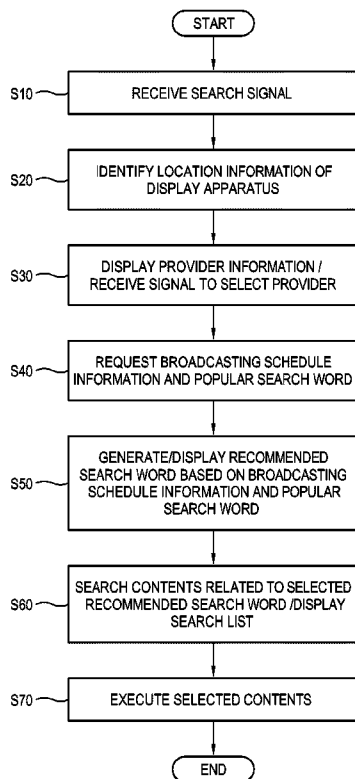 START
S10
RECEIVE SEARCH SIGNAL
S20
IDENTIFY LOCATION INFORMATION OF
DISPLAY APPARATUS
S30
DISPLAY PROVIDER INFORMATION /
RECEIVE SIGNAL TO SELECT PROVIDER
S40
REQUEST BROADCASTING SCHEDULE
INFORMATION AND POPULAR SEARCH WORD
S50
GENERATE/DISPLAY RECOMMENDED
SEARCH WORD BASED ON BROADCASTING
SCHEDULE INFORMATION AND POPULAR
SEARCH WORD
S60
SEARCH CONTENTS RELATED TO SELECTED
RECOMMENDED SEARCH WORD /DISPLAY
SEARCH LIST
S70
EXECUTE SELECTED CONTENTS
END